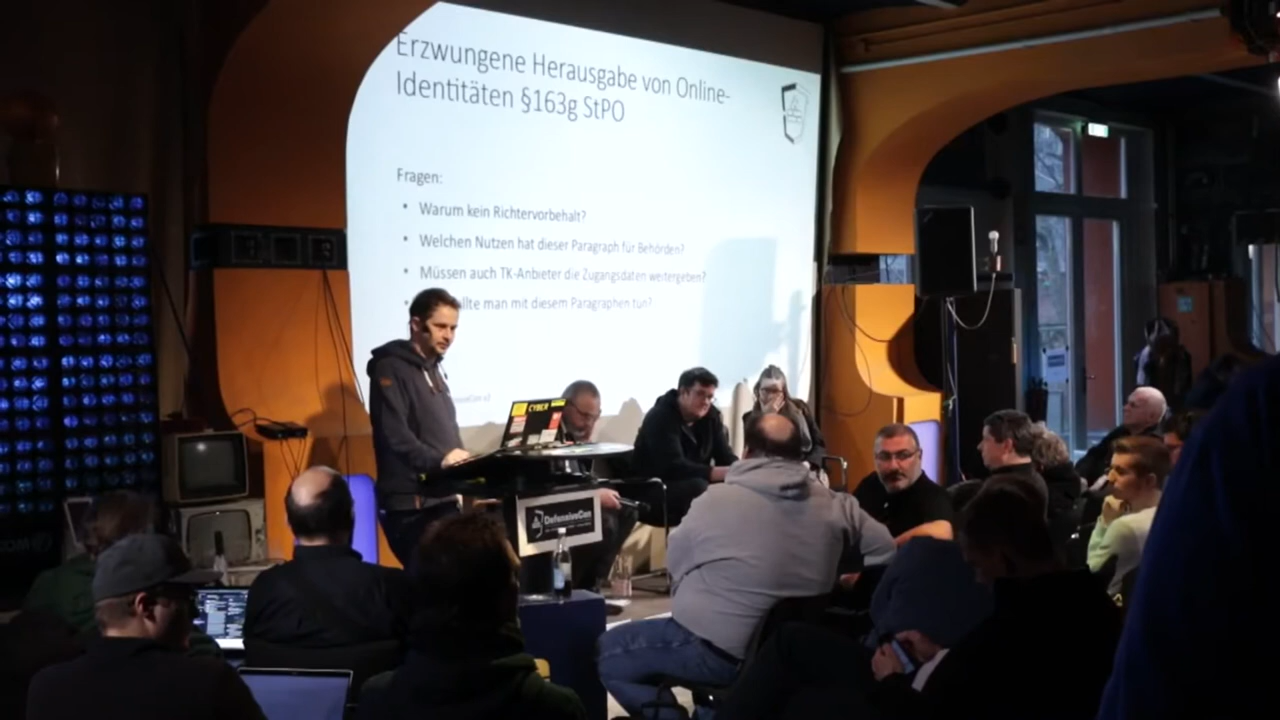 Erzwungene Herausgabe von Online-
Identitäten §163g StPO
Fragen:
• Warum kein Richtervorbehalt?
• Welchen Nutzen hat dieser Paragraph für Behörden?
• Müssen auch TK-Anbieter die Zugangsdaten weitergeben?
• man mit diesem Paragraphen tun?
CYBER
DefensiveCon